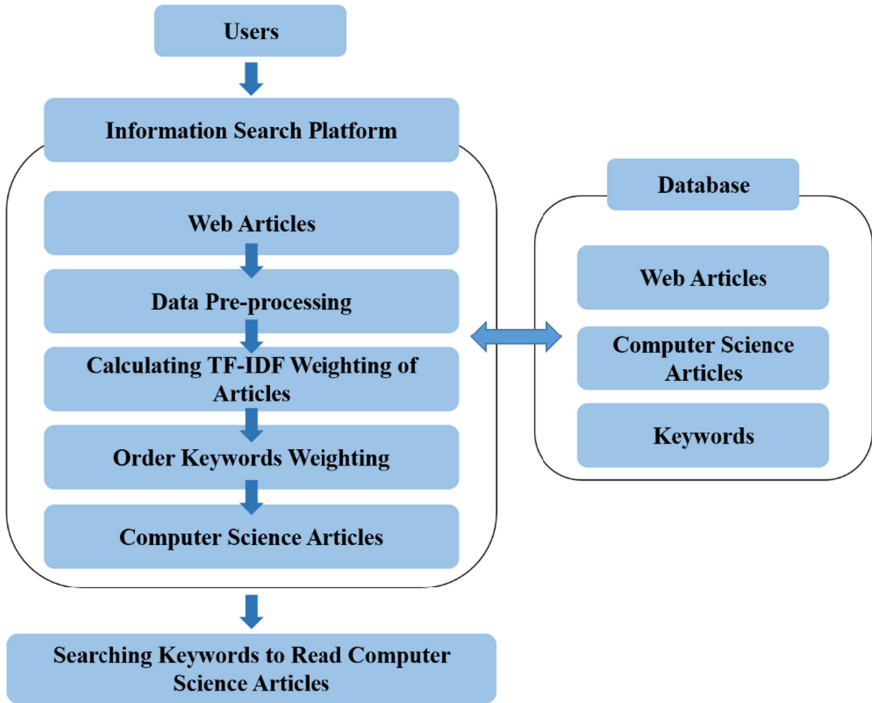 Users
Information Search Platform
Web Articles
Data Pre-processing
Calculating TF-IDF Weighting of
Articles
Order Keywords Weighting
Computer Science Articles
Searching Keywords to Read Computer
Science Articles
Database
Web Articles
Computer Science
Articles
Keywords